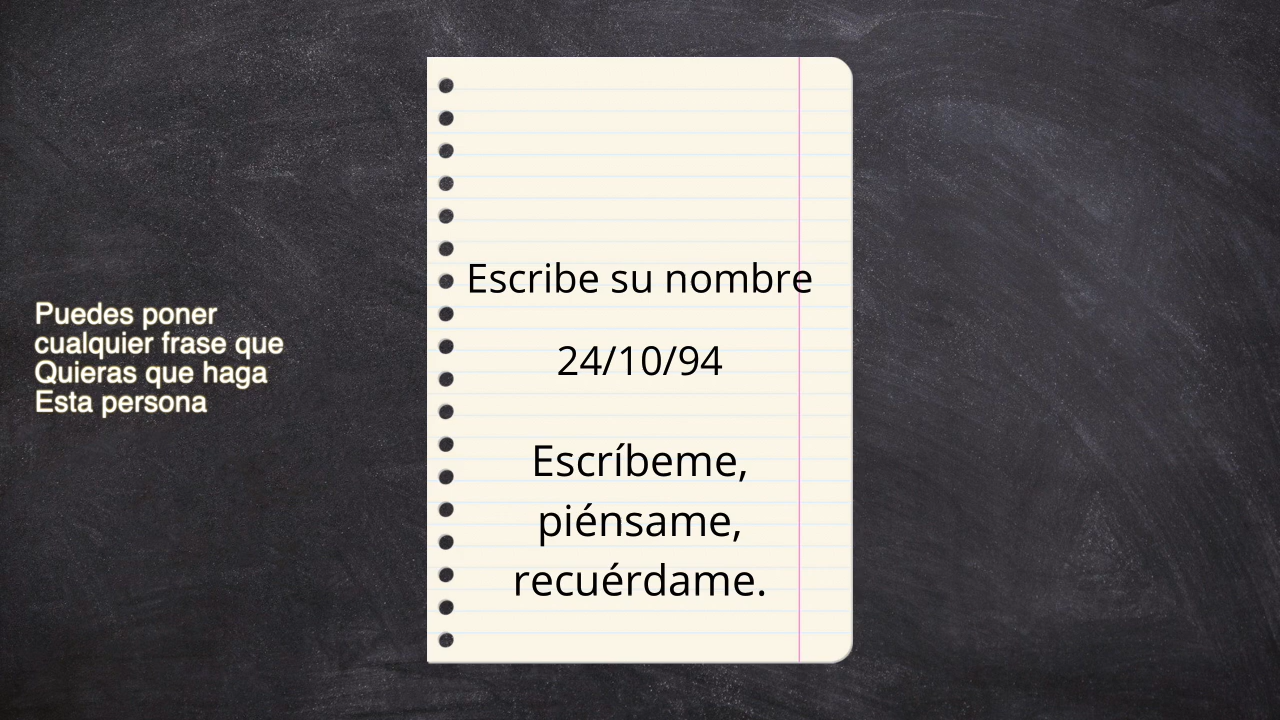 Puedes poner
cualquier frase que
Quieras que haga
Esta persona
Escribe su nombre
24/10/94
Escríbeme,
piénsame,
recuérdame.